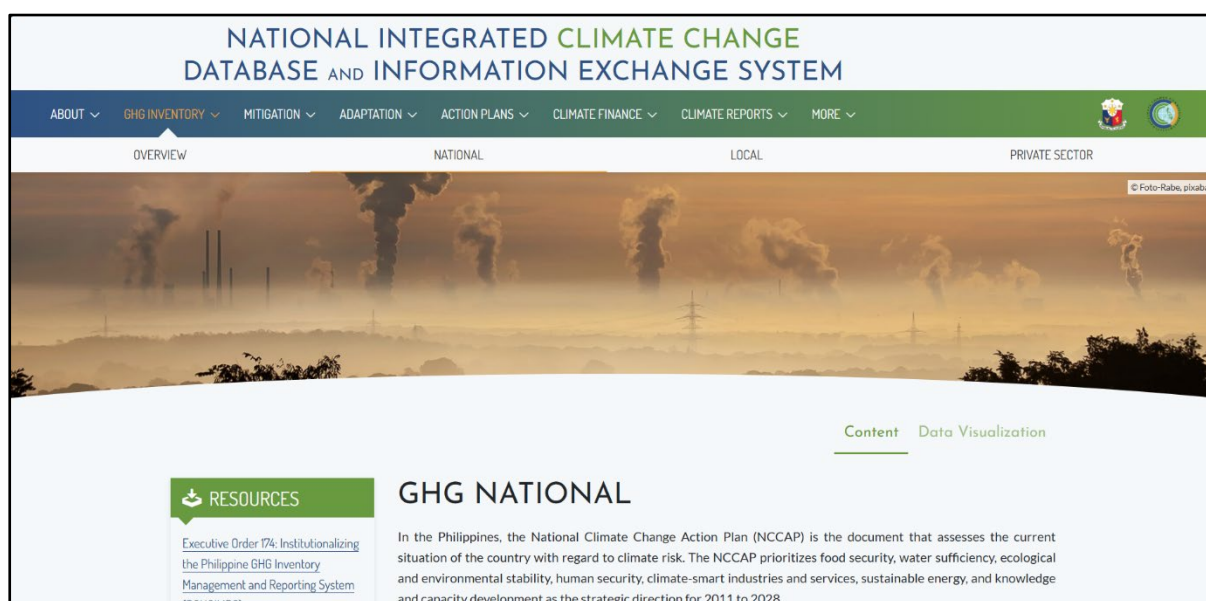 NATIONAL INTEGRATED CLIMATE CHANGE
DATABASE AND INFORMATION EXCHANGE SYSTEM
ABOUT GHG INVENTORY MITIGATION ADAPTATION ACTION PLANS CLIMATE FINANCE CLIMATE REPORTS MORE
OVERVIEW NATIONAL LOCAL PRIVATE SECTOR
© Foto-Rabe,
Content Data Visualization
RESOURCES
Executive Order 174: Institutionalizing
the Philippine GHG Inventory
Management and Reporting System
GHG NATIONAL
In the Philippines, the National Climate Change Action Plan (NCCAP) is the document that assesses the current
situation of the country with regard to climate risk. The NCCAP prioritizes food security, water sufficiency, ecological
and environmental stability, human security, climate-smart industries and services, sustainable energy, and knowledge
and capacity development as the strategic direction for 2011 to 2028.